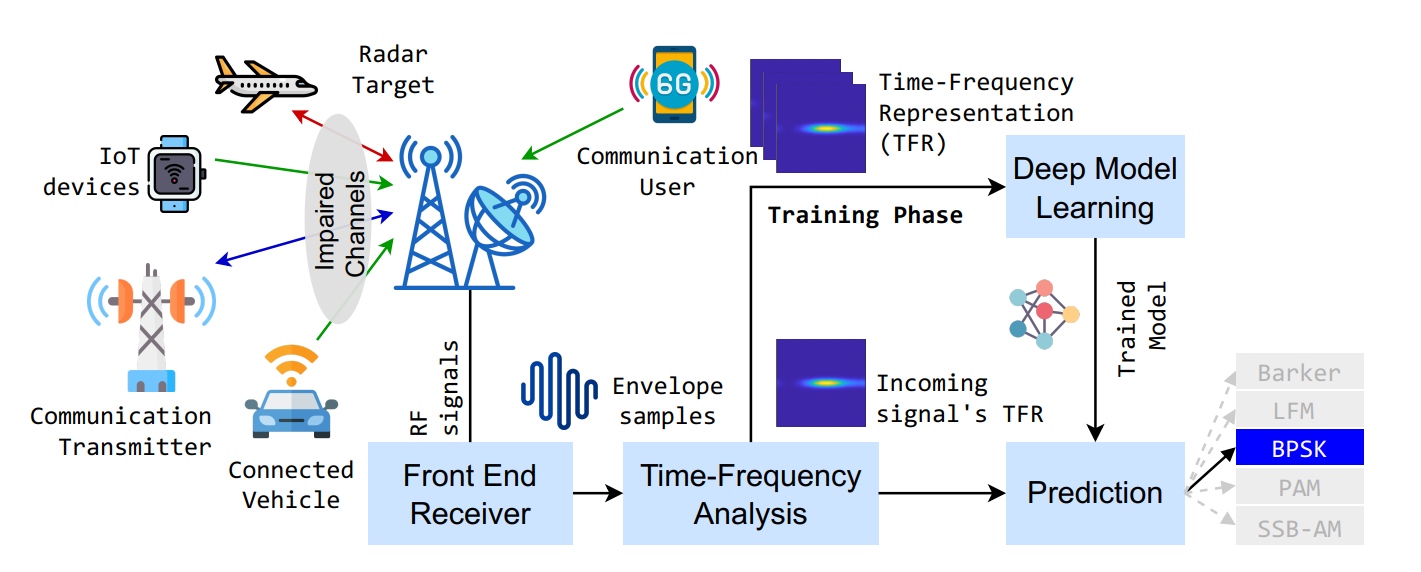 Radar
Target
6G
Time-Frequency
Representation
(TFR)
IoT
devices
Impaired
Channels
Communication
User
Deep Model
Learning
Training Phase
Trained
Model
RF
signals
Envelope
samples
Incoming
signal's TFR
Communication
Transmitter
Connected
Vehicle
Front End
Receiver
Time-Frequency
Analysis
Prediction
Barker
LFM
BPSK
PAM
SSB-AM